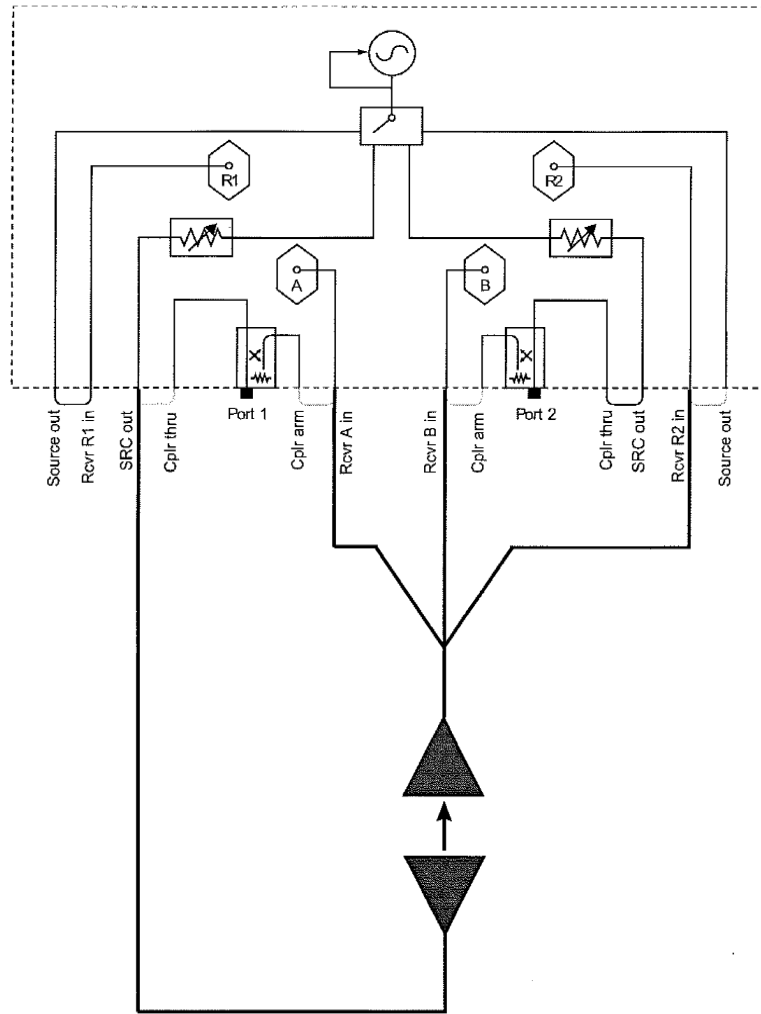 R1
R2
A
B
Port 1
Port 2
Source out
Rcvr R1 in
SRC out
Cplr thru
Cplr arm
Rcvr A in
Rcvr B in
Cplr arm
Cplr thru
SRC out
Rcvr R2 in
Source out